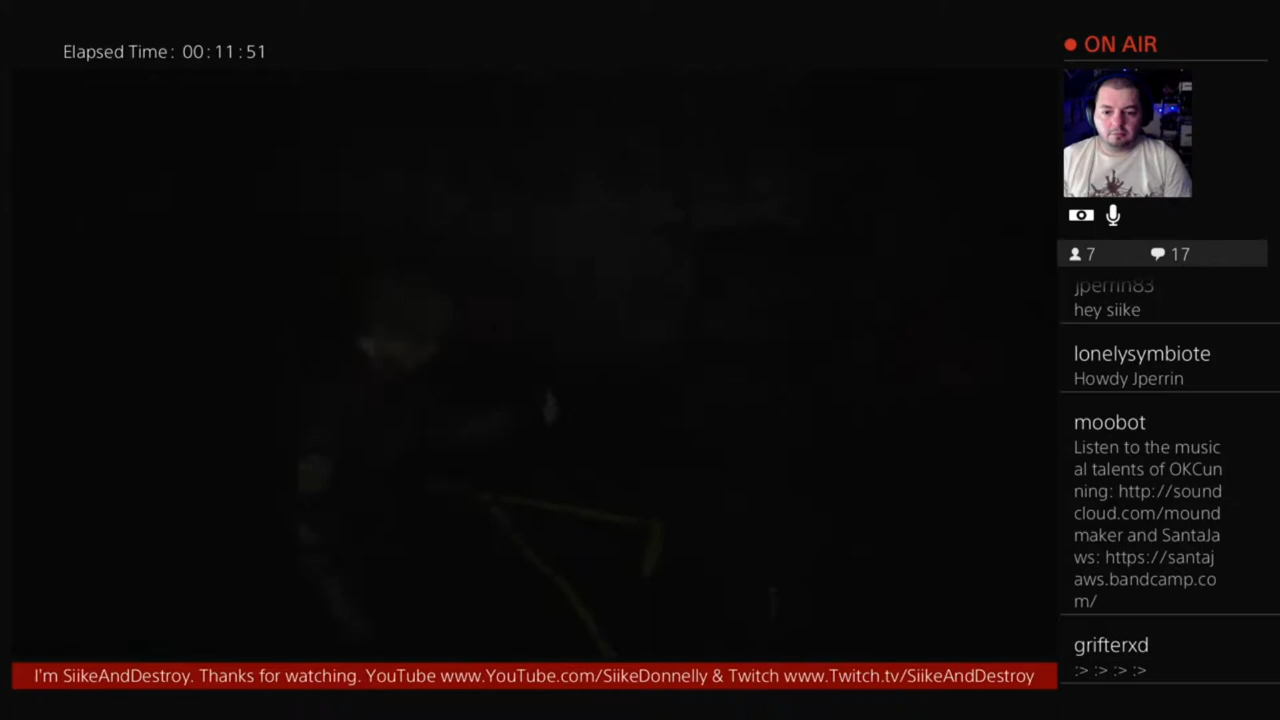 Elapsed Time: 00:11:51
ON AIR
7 17
jperrin83
hey siike
lonelysymbiote
Howdy Jperrin
moobot
Listen to the music
al talents of OKCun
ning: http://sound
cloud.com/mound
maker and SantaJa
ws: https://santaj
aws.bandcamp.co
m/
grifterxd
:> :> :> :>
I'm SiikeAndDestroy. Thanks for watching. YouTube www.YouTube.com/SiikeDonnelly & Twitch www.Twitch.tv/SiikeAndDestroy